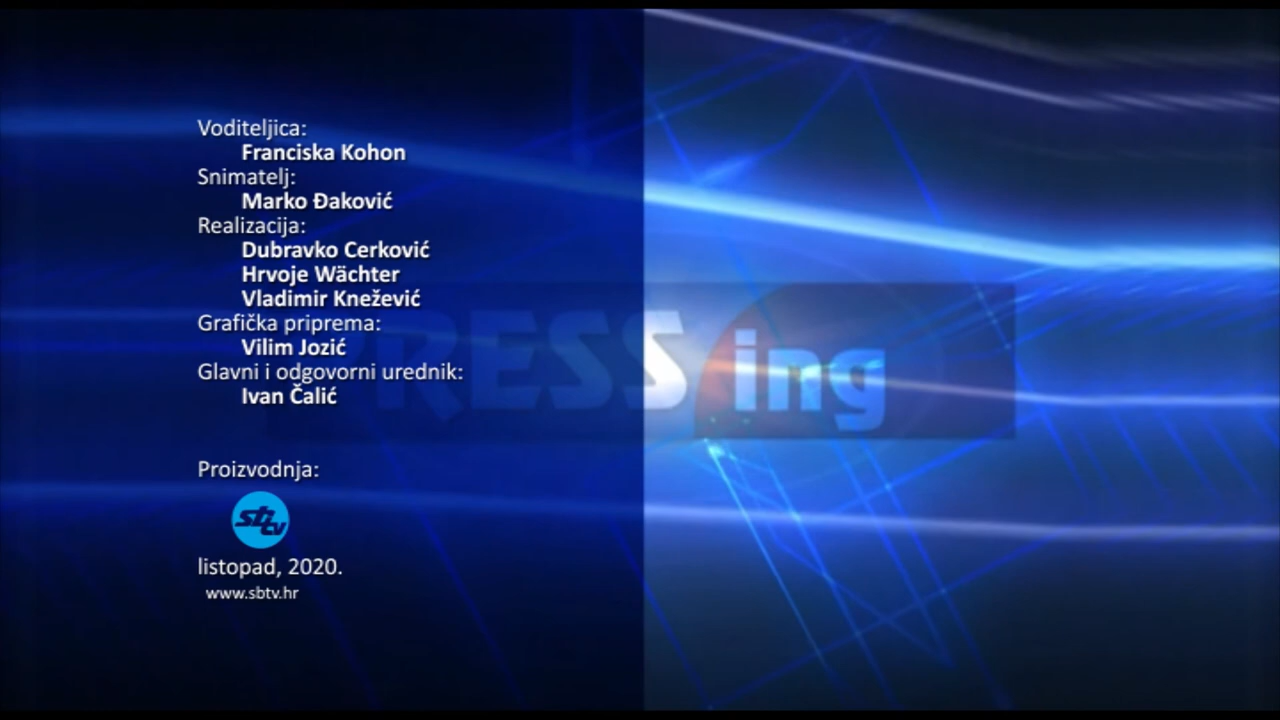 Voditeljica:
Franciska Kohon
Snimatelj:
Marko Đaković
Realizacija:
Dubravko Cerković
Hrvoje Wächter
Vladimir Knežević
Grafička priprema:
Vilim Jozić
Glavni i odgovorni urednik:
Ivan Čalić
PRESSing
Proizvodnja:
sbtv
listopad, 2020.
www.sbtv.hr